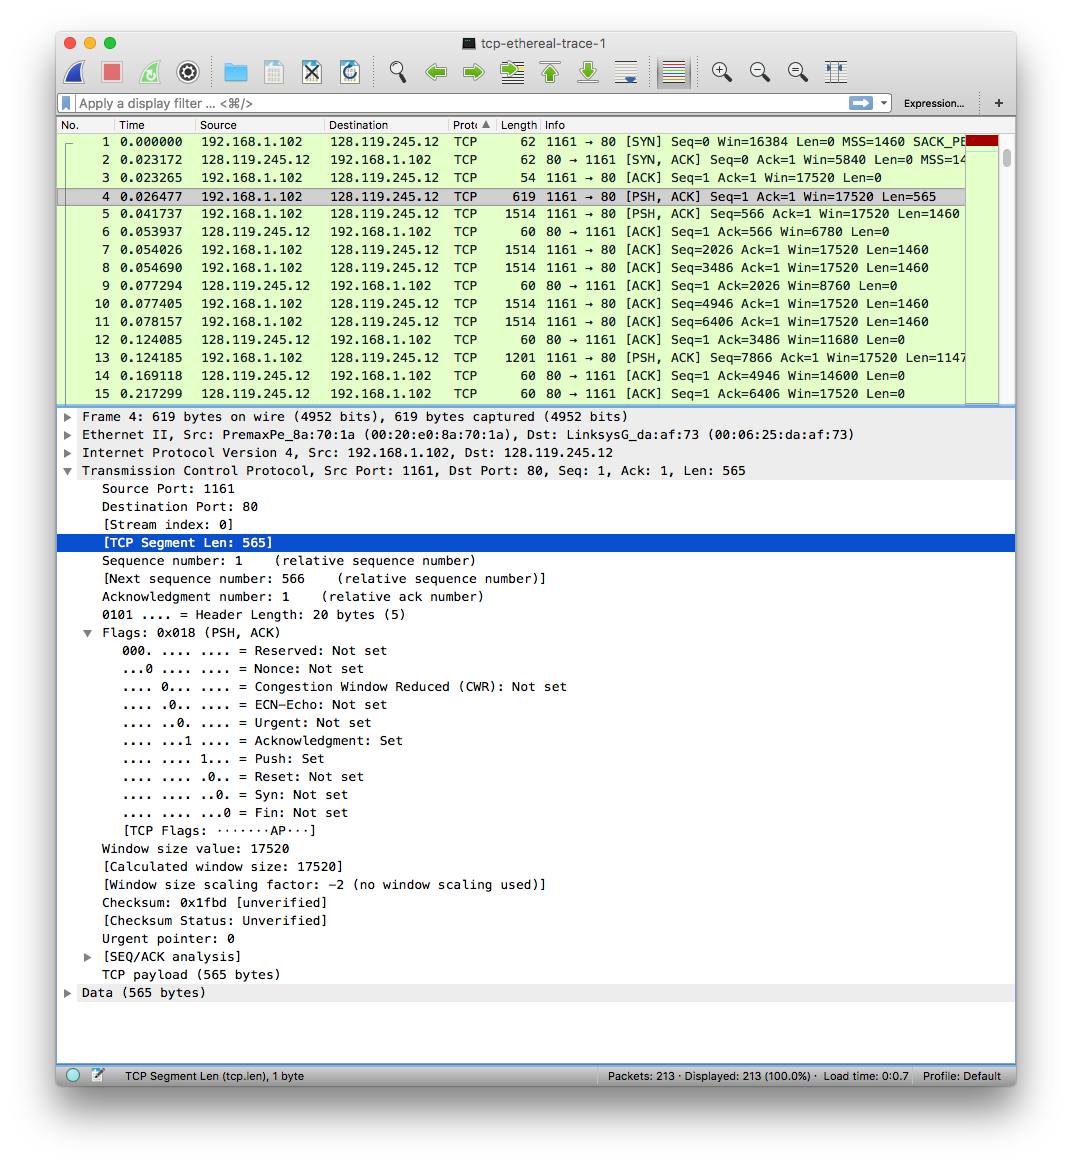 tcp-ethereal-trace-1
Apply a display filter ... <⌘/>
Expression...
+
No. Time Source Destination Proto Length Info
1 0.000000 192.168.1.102 128.119.245.12 TCP 62 1161 → 80 [SYN] Seq=0 Win=16384 Len=0 MSS=1460 SACK_PE
2 0.023172 128.119.245.12 192.168.1.102 TCP 62 80 → 1161 [SYN, ACK] Seq=0 Ack=1 Win=5840 Len=0 MSS=14
3 0.023265 192.168.1.102 128.119.245.12 TCP 54 1161 → 80 [ACK] Seq=1 Ack=1 Win=17520 Len=0
4 0.026477 192.168.1.102 128.119.245.12 TCP 619 1161 → 80 [PSH, ACK] Seq=1 Ack=1 Win=17520 Len=565
5 0.041737 192.168.1.102 128.119.245.12 TCP 1514 1161 → 80 [PSH, ACK] Seq=566 Ack=1 Win=17520 Len=1460
6 0.053937 128.119.245.12 192.168.1.102 TCP 60 80 → 1161 [ACK] Seq=1 Ack=566 Win=6780 Len=0
7 0.054026 192.168.1.102 128.119.245.12 TCP 1514 1161 → 80 [ACK] Seq=2026 Ack=1 Win=17520 Len=1460
8 0.054690 192.168.1.102 128.119.245.12 TCP 1514 1161 → 80 [ACK] Seq=3486 Ack=1 Win=17520 Len=1460
9 0.077294 128.119.245.12 192.168.1.102 TCP 60 80 → 1161 [ACK] Seq=1 Ack=2026 Win=8760 Len=0
10 0.077405 192.168.1.102 128.119.245.12 TCP 1514 1161 → 80 [ACK] Seq=4946 Ack=1 Win=17520 Len=1460
11 0.078157 192.168.1.102 128.119.245.12 TCP 1514 1161 → 80 [ACK] Seq=6406 Ack=1 Win=17520 Len=1460
12 0.124085 128.119.245.12 192.168.1.102 TCP 60 80 → 1161 [ACK] Seq=1 Ack=3486 Win=11680 Len=0
13 0.124185 192.168.1.102 128.119.245.12 TCP 1201 1161 → 80 [PSH, ACK] Seq=7866 Ack=1 Win=17520 Len=1147
14 0.169118 128.119.245.12 192.168.1.102 TCP 60 80 → 1161 [ACK] Seq=1 Ack=4946 Win=14600 Len=0
15 0.217299 128.119.245.12 192.168.1.102 TCP 60 80 → 1161 [ACK] Seq=1 Ack=6406 Win=17520 Len=0
Frame 4: 619 bytes on wire (4952 bits), 619 bytes captured (4952 bits)
Ethernet II, Src: PremaxPe_8a:70:1a (00:20:e0:8a:70:1a), Dst: LinksysG_da:af:73 (00:06:25:da:af:73)
Internet Protocol Version 4, Src: 192.168.1.102, Dst: 128.119.245.12
Transmission Control Protocol, Src Port: 1161, Dst Port: 80, Seq: 1, Ack: 1, Len: 565
Source Port: 1161
Destination Port: 80
[Stream index: 0]
[TCP Segment Len: 565]
Sequence number: 1 (relative sequence number)
[Next sequence number: 566 (relative sequence number)]
Acknowledgment number: 1 (relative ack number)
0101 .... = Header Length: 20 bytes (5)
Flags: 0x018 (PSH, ACK)
000. .... .... = Reserved: Not set
...0 .... .... = Nonce: Not set
.... 0... .... = Congestion Window Reduced (CWR): Not set
.... .0.. .... = ECN-Echo: Not set
.... ..0. .... = Urgent: Not set
.... ...1 .... = Acknowledgment: Set
.... .... 1... = Push: Set
.... .... .0.. = Reset: Not set
.... .... ..0. = Syn: Not set
.... .... ...0 = Fin: Not set
[TCP Flags: ·······AP···]
Window size value: 17520
[Calculated window size: 17520]
[Window size scaling factor: -2 (no window scaling used)]
Checksum: 0x1fbd [unverified]
[Checksum Status: Unverified]
Urgent pointer: 0
[SEQ/ACK analysis]
TCP payload (565 bytes)
Data (565 bytes)
TCP Segment Len (tcp.len), 1 byte
Packets: 213 · Displayed: 213 (100.0%) · Load time: 0:0.7
Profile: Default